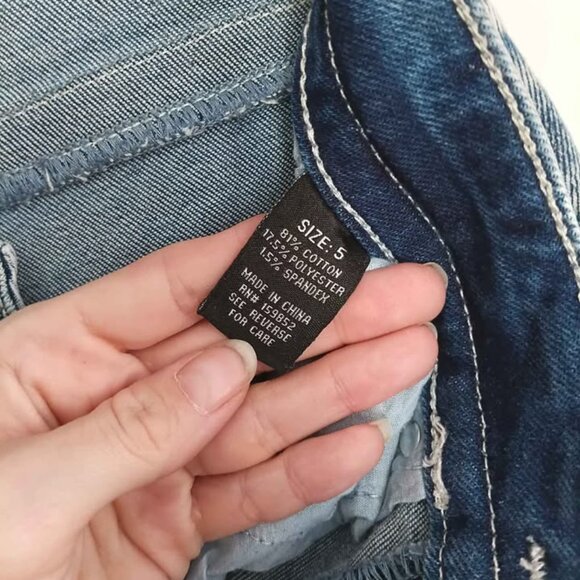 SIZE: 5
81% COTTON
17.5% POLYESTER
1.5% SPANDEX
MADE IN CHINA
RN# 159852
SEE REVERSE
FOR CARE